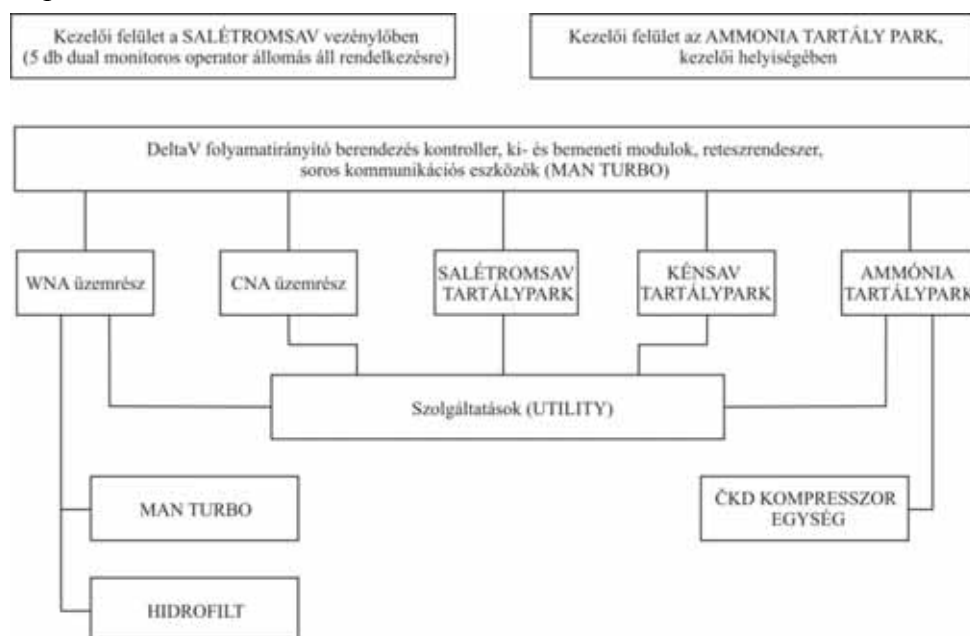 Kezelői felület a SALÉTROMSAV vezénylőben
(5 db dual monitoros operator állomás áll rendelkezésre)
Kezelői felület az AMMONIA TARTÁLY PARK,
kezelői helyiségében
DeltaV folyamatirányító berendezés kontroller, ki- és bemeneti modulok, reteszrendeszer,
soros kommunikációs eszközök (MAN TURBO)
WNA üzemrész
CNA üzemrész
SALÉTROMSAV
TARTÁLYPARK
KÉNSAV
TARTÁLYPARK
AMMÓNIA
TARTÁLYPARK
Szolgáltatások (UTILITY)
MAN TURBO
ČKD KOMPRESSZOR
EGYSÉG
HIDROFILT